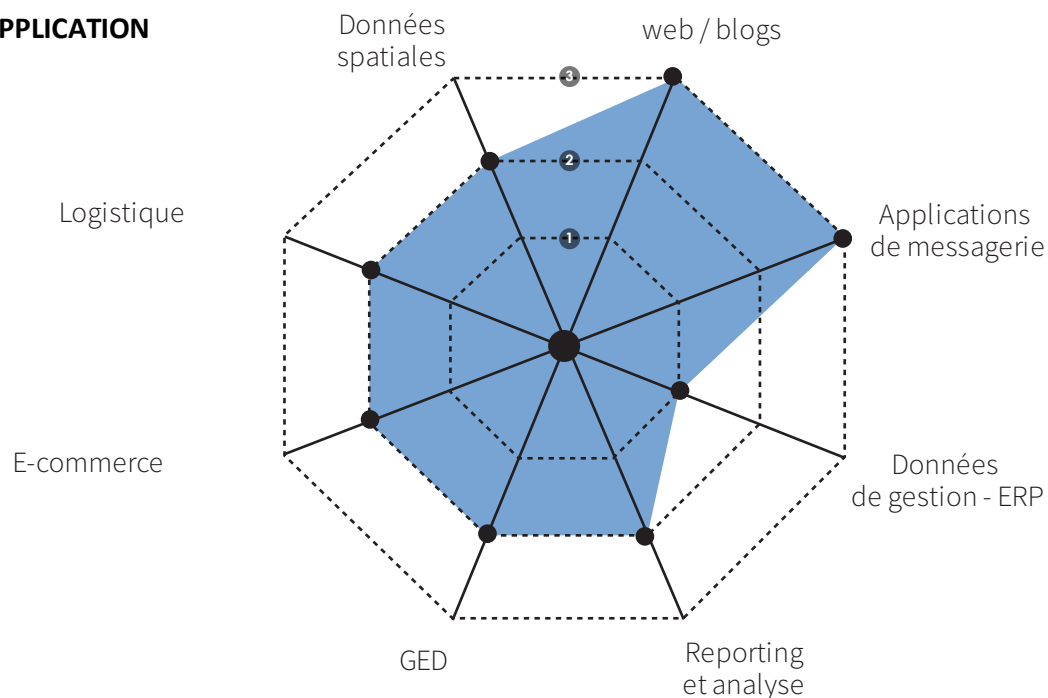 PPLICATION
Données
spatiales
web / blogs
3
2
1
Logistique
Applications
de messagerie
E-commerce
Données
de gestion - ERP
GED
Reporting
et analyse